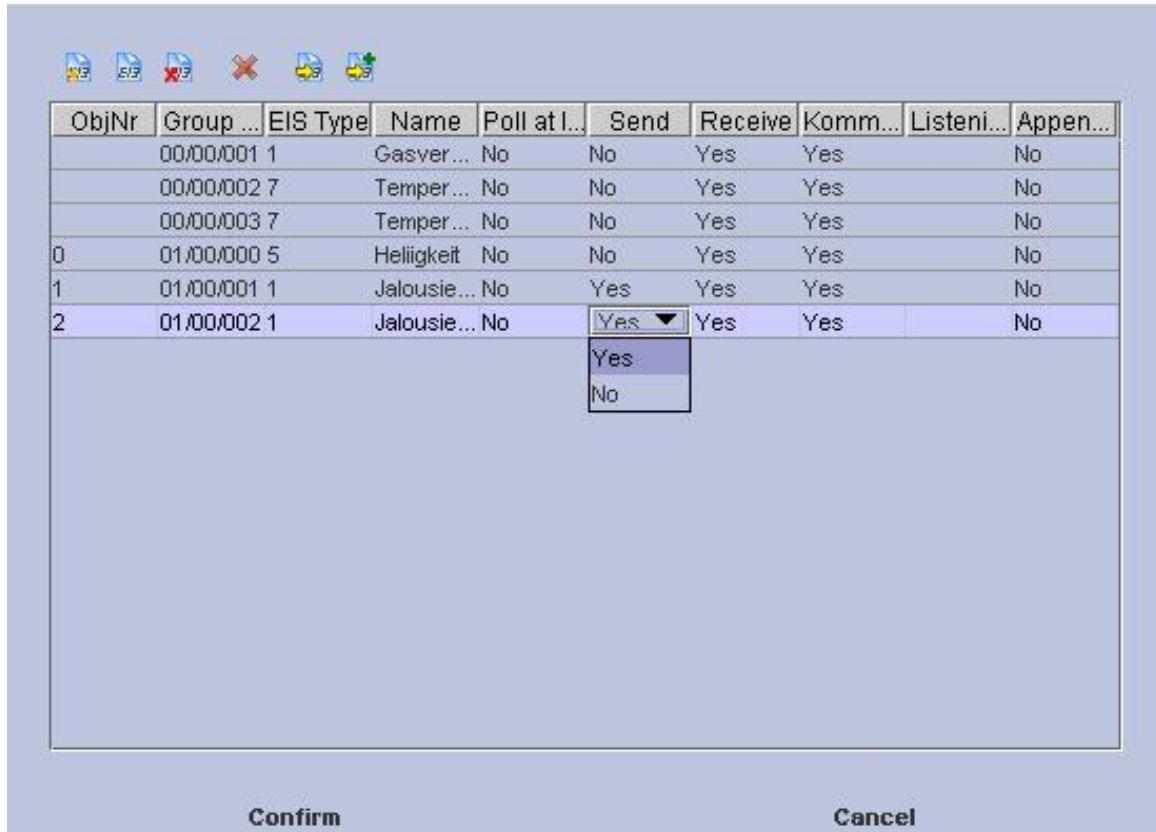 ObjNr Group ... EIS Type Name Poll at I... Send Receive Komm... Listeni... Appen...
00/00/001 1 Gasver... No No Yes Yes No
00/00/002 7 Temper... No No Yes Yes No
00/00/003 7 Temper... No No Yes Yes No
0 01/00/000 5 Heliigkeit No No Yes Yes No
1 01/00/001 1 Jalousie... No Yes Yes Yes No
2 01/00/002 1 Jalousie... No Yes Yes Yes No
Yes
No
Confirm Cancel